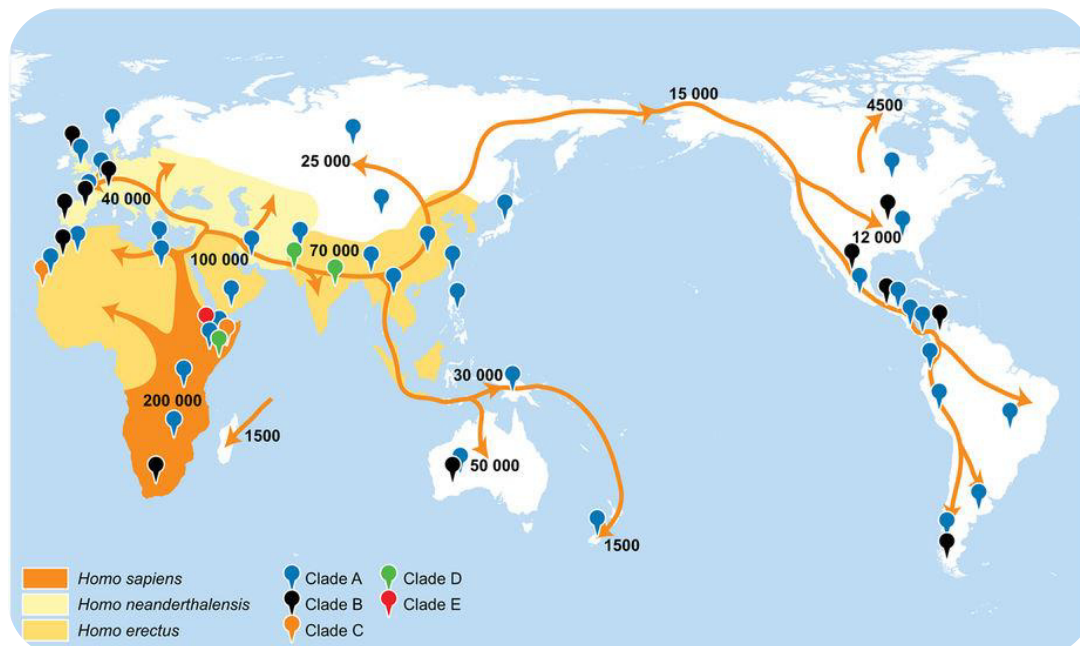 15 000
4500
25 000
40 000
12 000
70 000
100 000
30 000
200 000
1500
50 000
1500
Homo sapiens
Homo neanderthalensis
Homo erectus
Clade A
Clade B
Clade C
Clade D
Clade E